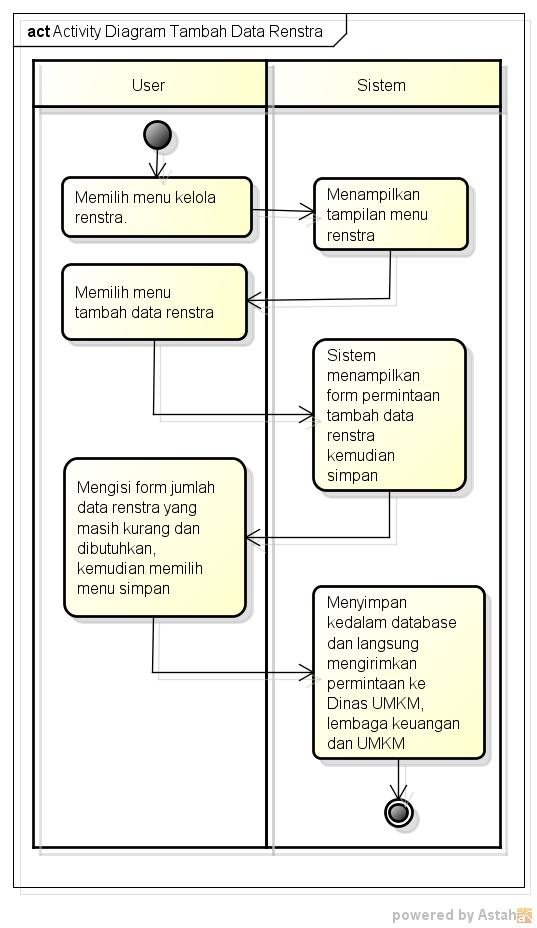 act Activity Diagram Tambah Data Renstra
User
Sistem
Memilih menu kelola
renstra.
Menampilkan
tampilan menu
renstra
Memilih menu
tambah data renstra
Sistem
menampilkan
form permintaan
tambah data
renstra
kemudian
simpan
Mengisi form jumlah
data renstra yang
masih kurang dan
dibutuhkan,
kemudian memilih
menu simpan
Menyimpan
kedalam database
dan langsung
mengirimkan
permintaan ke
Dinas UMKM,
lembaga keuangan
dan UMKM
powered by Astah